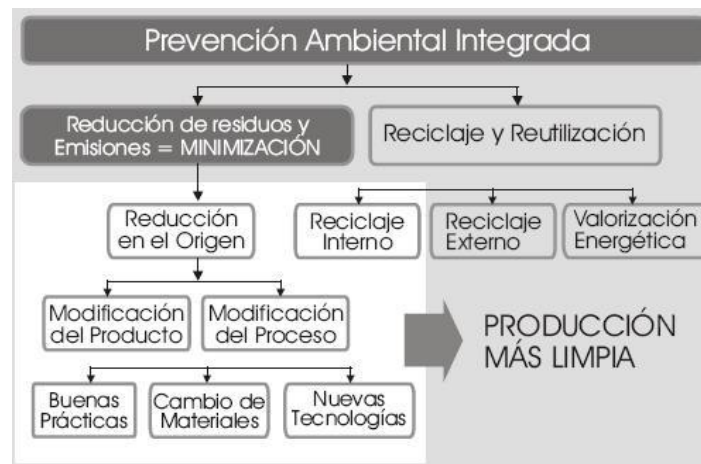 Prevención Ambiental Integrada
Reducción de residuos y
Emisiones = MINIMIZACIÓN
Reciclaje y Reutilización
Reducción
en el Origen
Reciclaje
Interno
Reciclaje
Externo
Valorización
Energética
Modificación
del Producto
Modificación
del Proceso
PRODUCCIÓN
MÁS LIMPIA
Buenas
Prácticas
Cambio de
Materiales
Nuevas
Tecnologías